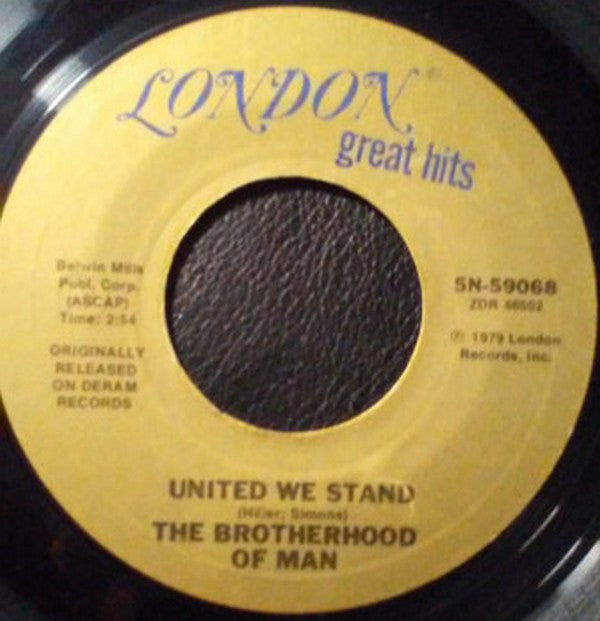 LONDON®
great hits
Belwin Mills
Publ. Corp.
(ASCAP)
Time: 2:54
ORIGINALLY
RELEASED
ON DERAM
RECORDS
5N-59068
ZDR 46502
℗ 1979 London
Records, Inc.
UNITED WE STAND
(Hiller; Simons)
THE BROTHERHOOD
OF MAN